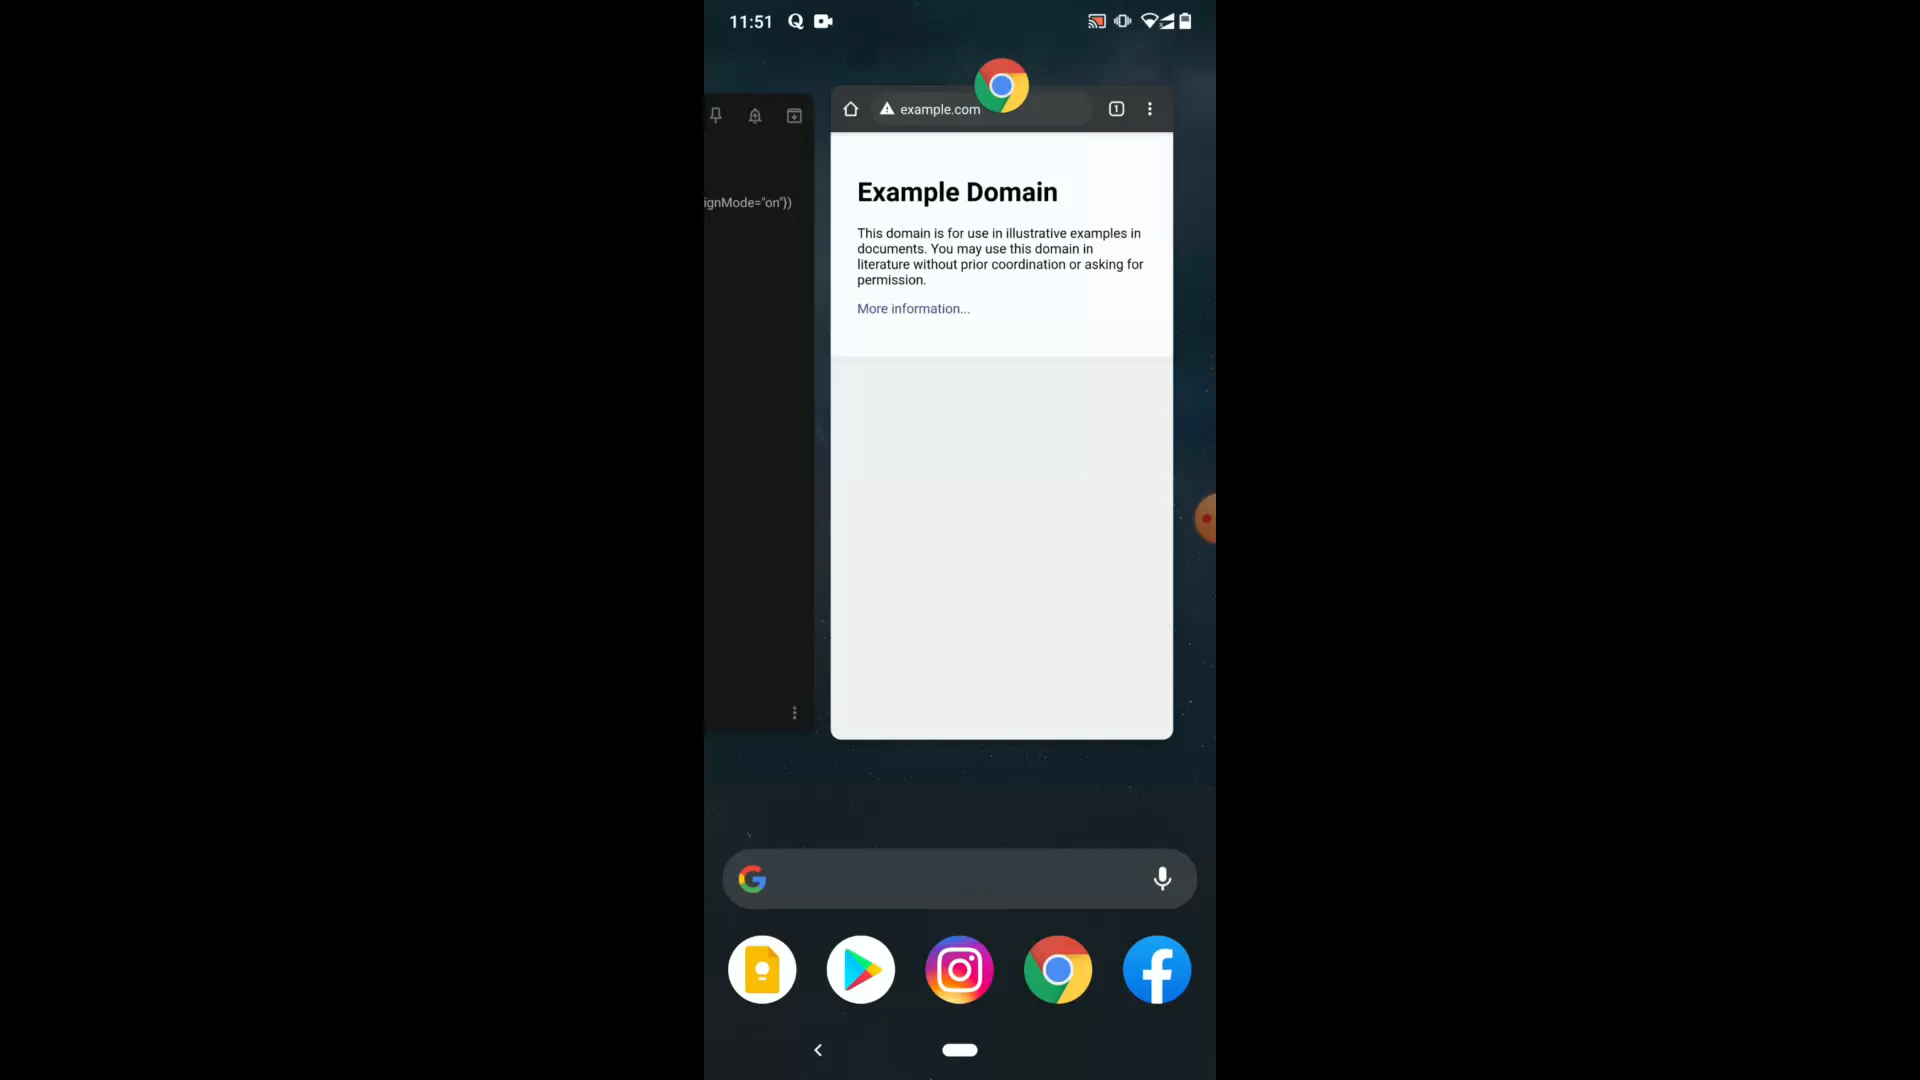 11:51
example.com
1
ignMode="on"})
Example Domain
This domain is for use in illustrative examples in
documents. You may use this domain in
literature without prior coordination or asking for
permission.
More information...